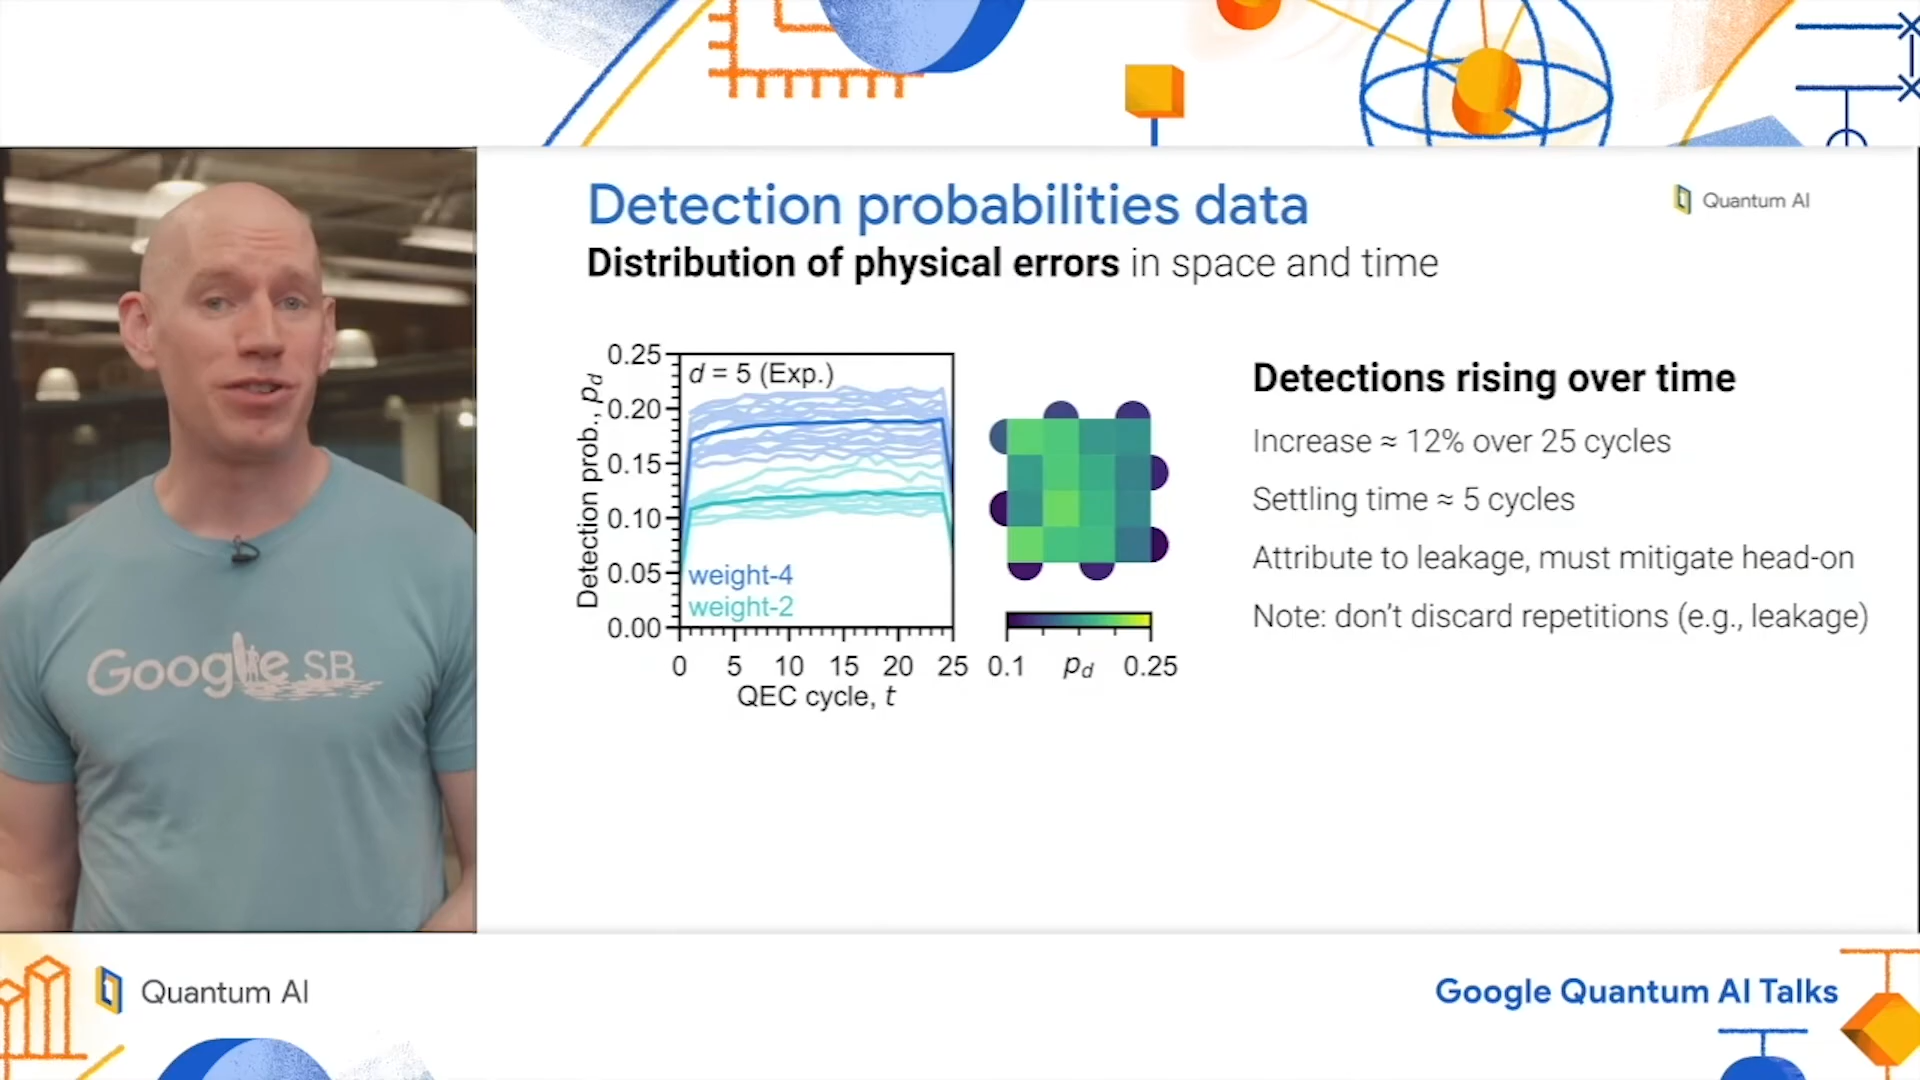 Detection probabilities data
Quantum AI
Distribution of physical errors in space and time
Detection prob., pd
0.25
0.20
0.15
0.10
0.05
0.00
d = 5 (Exp.)
weight-4
weight-2
0 5 10 15 20 25
QEC cycle, t
0.1 pd 0.25
Detections rising over time
Increase ≈ 12% over 25 cycles
Settling time ≈ 5 cycles
Attribute to leakage, must mitigate head-on
Note: don't discard repetitions (e.g., leakage)
Google SB
Quantum AI
Google Quantum AI Talks